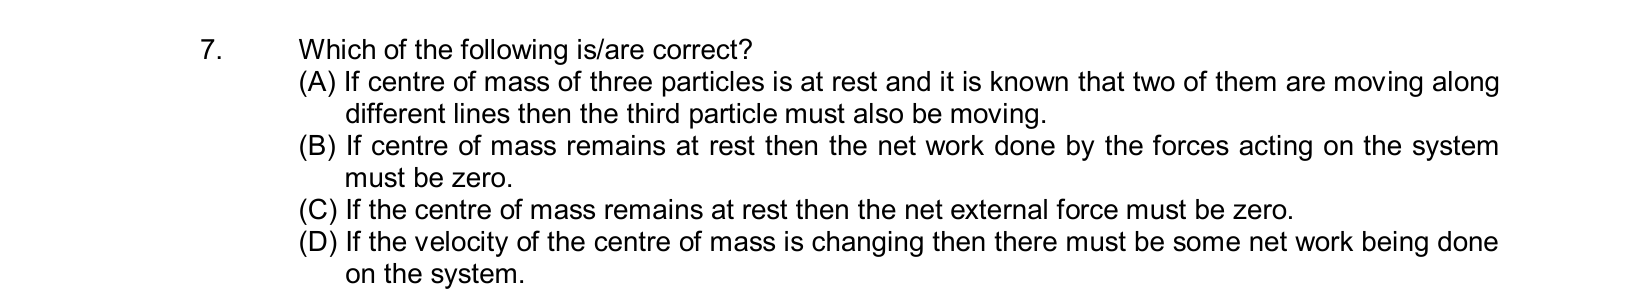 7. Which of the following is/are correct?
(A) If centre of mass of three particles is at rest and it is known that two of them are moving along
different lines then the third particle must also be moving.
(B) If centre of mass remains at rest then the net work done by the forces acting on the system
must be zero.
(C) If the centre of mass remains at rest then the net external force must be zero.
(D) If the velocity of the centre of mass is changing then there must be some net work being done
on the system.